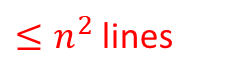 ≤ n² lines